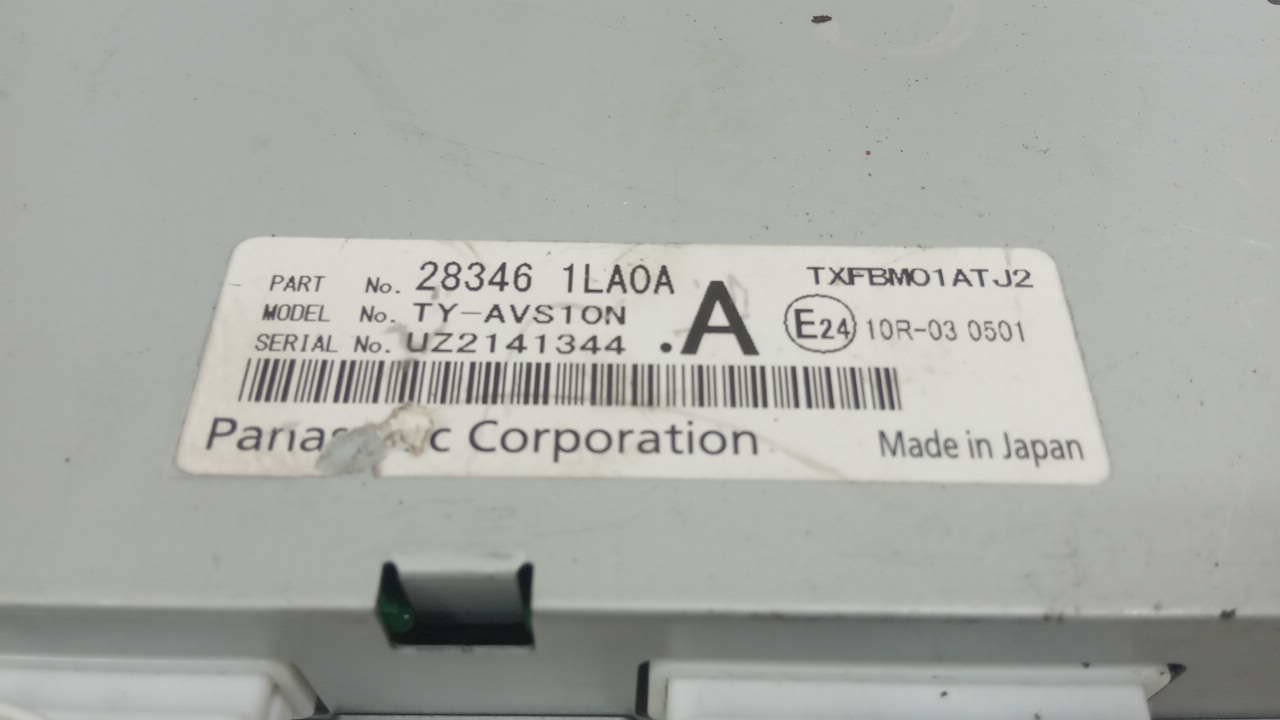 PART No. 28346 1LA0A
TXFBM01ATJ2
MODEL No. TY-AVS10N
SERIAL No. UZ2141344
.A
E24 10R-03 0501
Corporation
Made in Japan